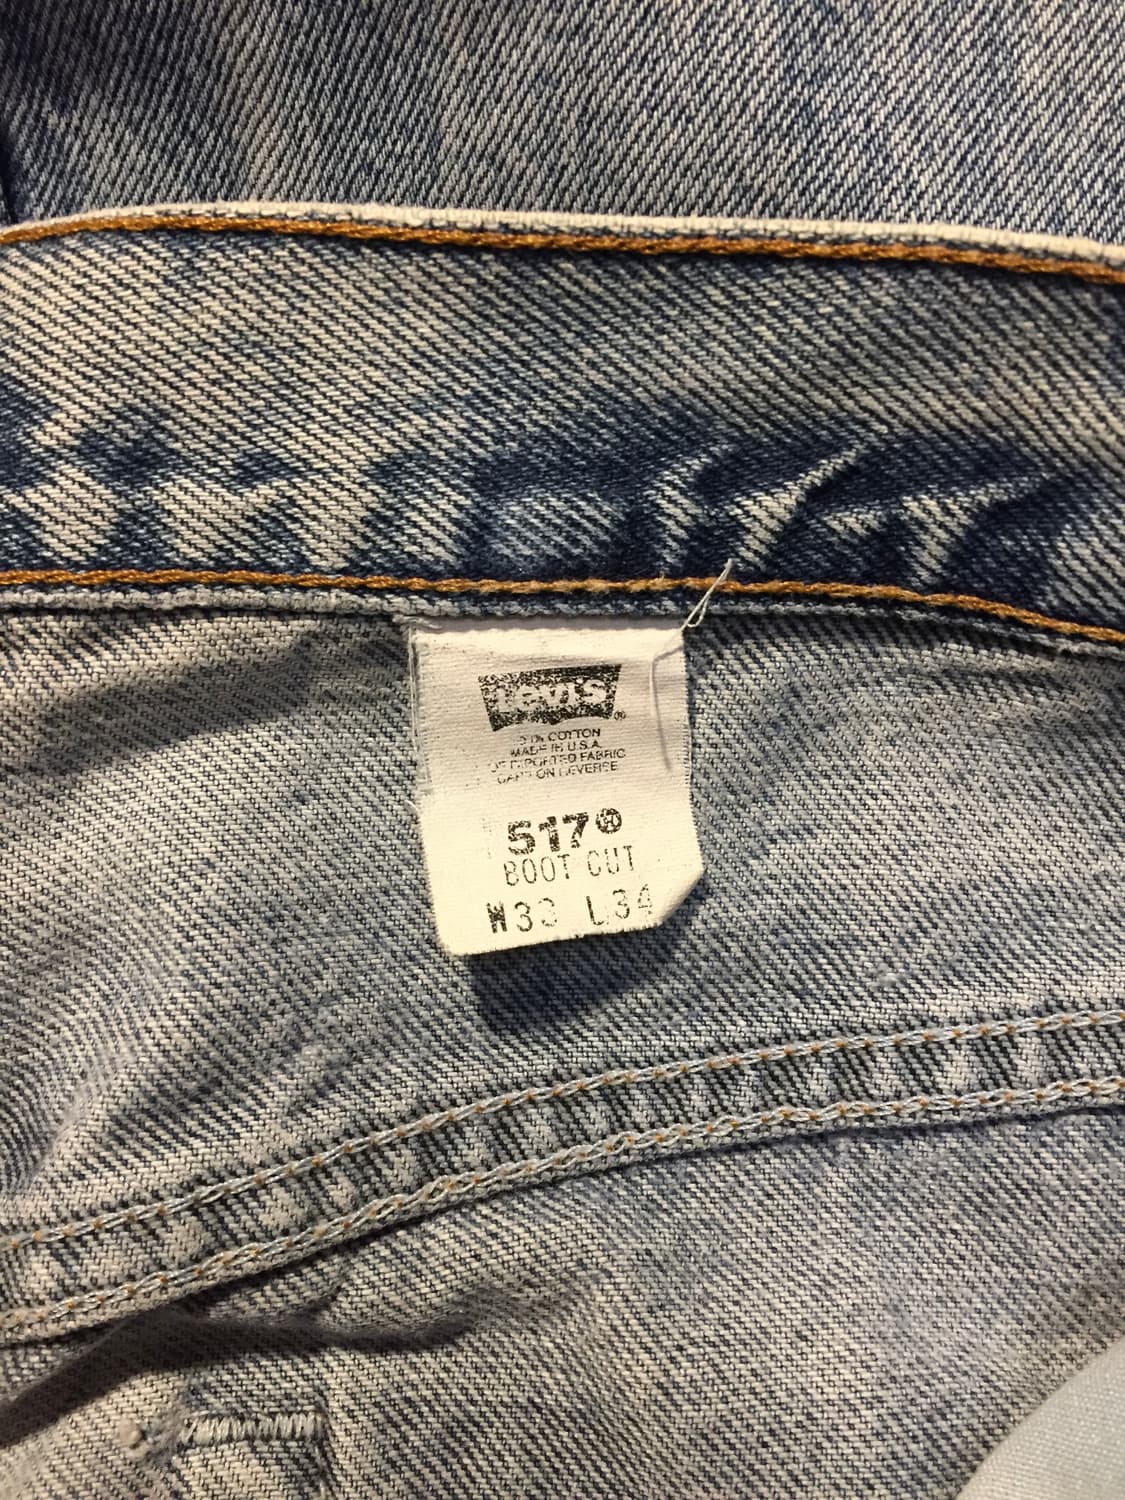 Levi's®
COTTON
MADE IN U.S.A.
OF IMPORTED FABRIC
CARE ON REVERSE
517®
BOOT CUT
W33 L34